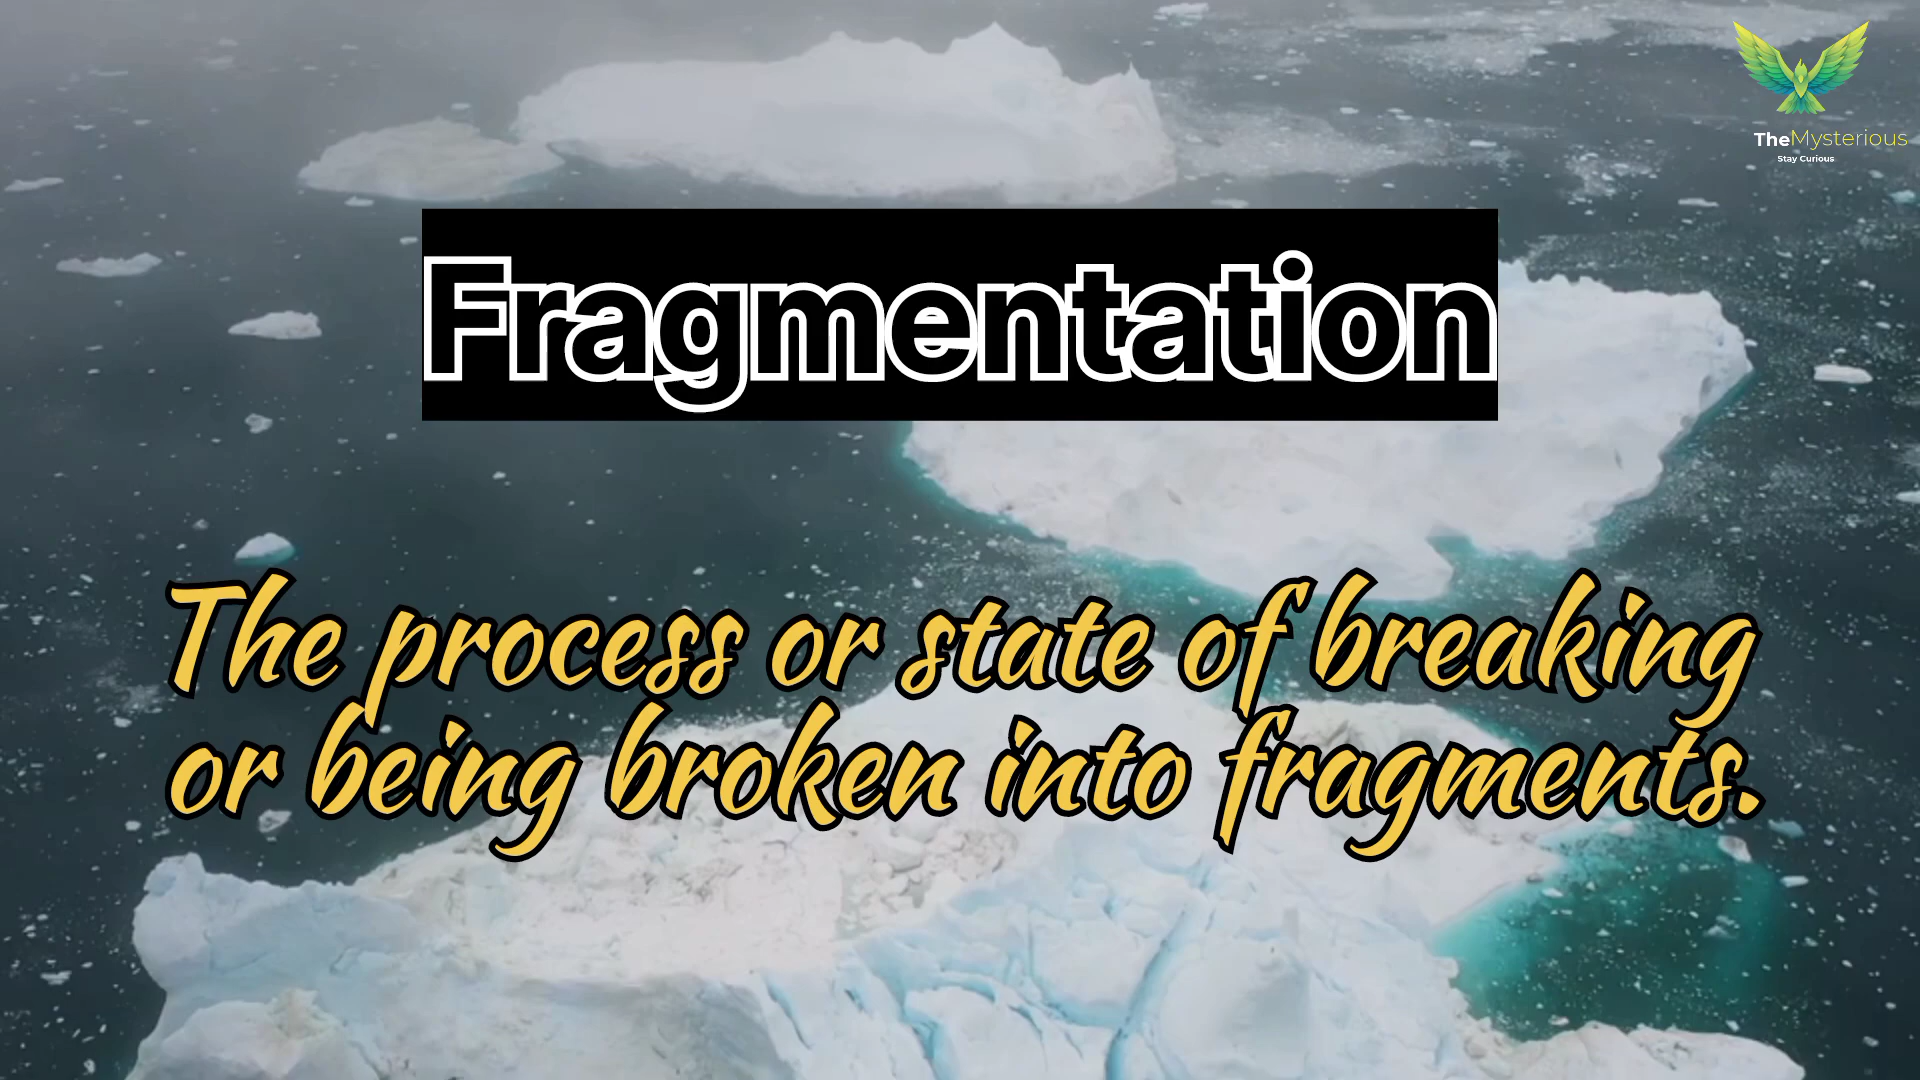 TheMysterious
Stay Curious
Fragmentation
The process or state of breaking
or being broken into fragments.